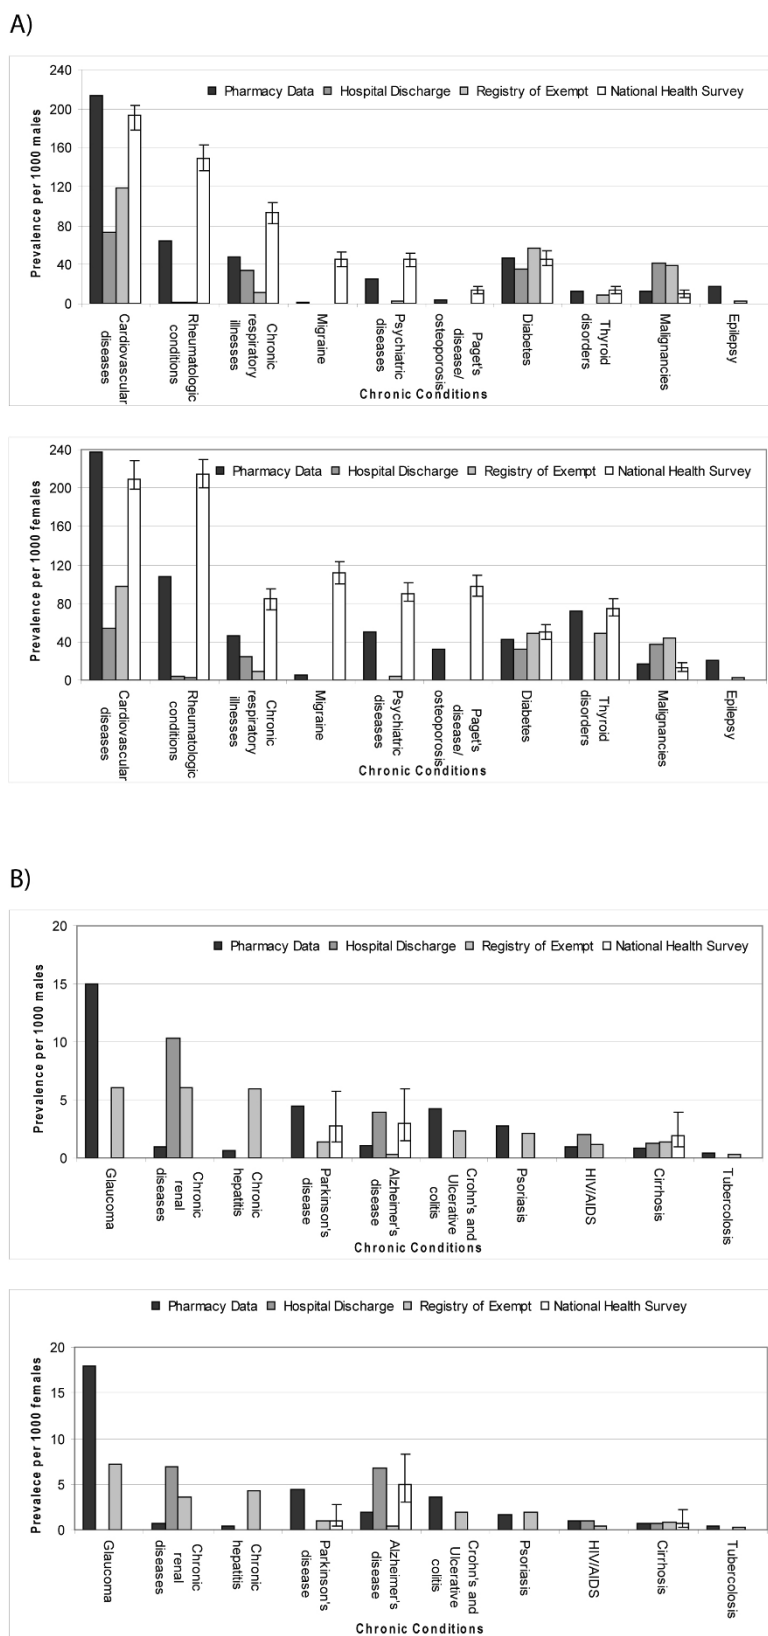 A)
240
200
160
120
80
40
0
Prevalence per 1000 males
Pharmacy Data Hospital Discharge Registry of Exempt National Health Survey
Cardiovascular
diseases
Rheumatologic
conditions
Chronic
respiratory
illnesses
Migraine
Psychiatric
diseases
Paget's
disease/
osteoporosis
Diabetes
Thyroid
disorders
Malignancies
Epilepsy
Chronic Conditions
240
200
160
120
80
40
0
Prevalence per 1000 females
Pharmacy Data Hospital Discharge Registry of Exempt National Health Survey
Cardiovascular
diseases
Rheumatologic
conditions
Chronic
respiratory
illnesses
Migraine
Psychiatric
diseases
Paget's
disease/
osteoporosis
Diabetes
Thyroid
disorders
Malignancies
Epilepsy
Chronic Conditions
B)
20
15
10
5
0
Prevalence per 1000 males
Pharmacy Data Hospital Discharge Registry of Exempt National Health Survey
Glaucoma
Chronic
renal
diseases
Chronic
hepatitis
Parkinson's
disease
Alzheimer's
disease
Crohn's and
Ulcerative
colitis
Psoriasis
HIV/AIDS
Cirrhosis
Tubercolosis
Chronic Conditions
Pharmacy Data Hospital Discharge Registry of Exempt National Health Survey
20
15
10
5
0
Prevalece per 1000 females
Glaucoma
Chronic
renal
diseases
Chronic
hepatitis
Parkinson's
disease
Alzheimer's
disease
Crohn's and
Ulcerative
colitis
Psoriasis
HIV/AIDS
Cirrhosis
Tubercolosis
Chronic Conditions